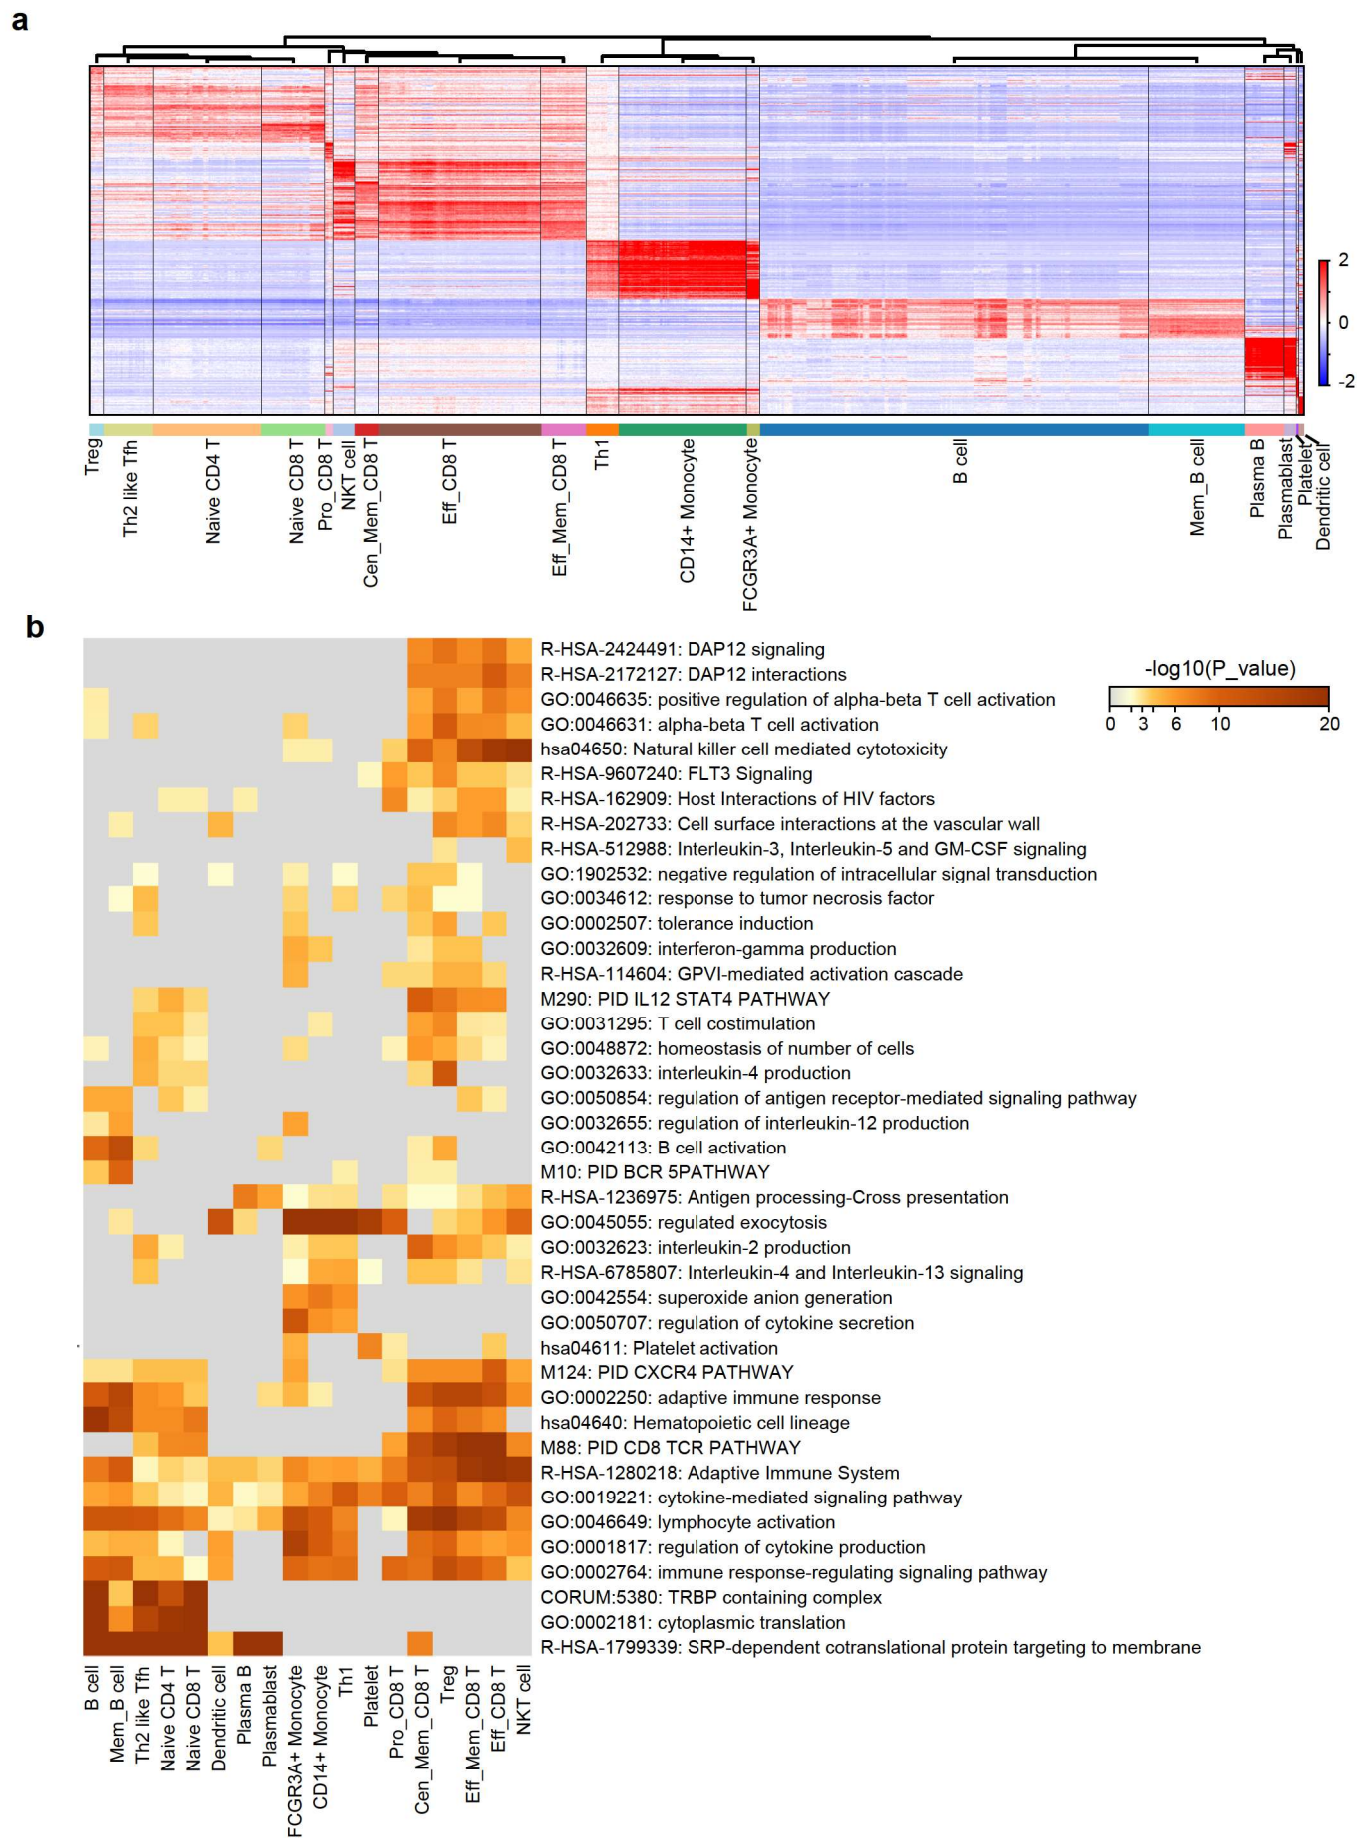 a
2
0
-2
Treg
Th2 like Tfh
Naive CD4 T
Naive CD8 T
Pro_CD8 T
NKT cell
Cen_Mem_CD8 T
Eff_CD8 T
Eff_Mem_CD8 T
Th1
CD14+ Monocyte
FCGR3A+ Monocyte
B cell
Mem_B cell
Plasma B
Plasmablast
Platelet
Dendritic cell
b
-log10(P_value)
0 3 6 10 20
R-HSA-2424491: DAP12 signaling
R-HSA-2172127: DAP12 interactions
GO:0046635: positive regulation of alpha-beta T cell activation
GO:0046631: alpha-beta T cell activation
hsa04650: Natural killer cell mediated cytotoxicity
R-HSA-9607240: FLT3 Signaling
R-HSA-162909: Host Interactions of HIV factors
R-HSA-202733: Cell surface interactions at the vascular wall
R-HSA-512988: Interleukin-3, Interleukin-5 and GM-CSF signaling
GO:1902532: negative regulation of intracellular signal transduction
GO:0034612: response to tumor necrosis factor
GO:0002507: tolerance induction
GO:0032609: interferon-gamma production
R-HSA-114604: GPVI-mediated activation cascade
M290: PID IL12 STAT4 PATHWAY
GO:0031295: T cell costimulation
GO:0048872: homeostasis of number of cells
GO:0032633: interleukin-4 production
GO:0050854: regulation of antigen receptor-mediated signaling pathway
GO:0032655: regulation of interleukin-12 production
GO:0042113: B cell activation
M10: PID BCR 5PATHWAY
R-HSA-1236975: Antigen processing-Cross presentation
GO:0045055: regulated exocytosis
GO:0032623: interleukin-2 production
R-HSA-6785807: Interleukin-4 and Interleukin-13 signaling
GO:0042554: superoxide anion generation
GO:0050707: regulation of cytokine secretion
hsa04611: Platelet activation
M124: PID CXCR4 PATHWAY
GO:0002250: adaptive immune response
hsa04640: Hematopoietic cell lineage
M88: PID CD8 TCR PATHWAY
R-HSA-1280218: Adaptive Immune System
GO:0019221: cytokine-mediated signaling pathway
GO:0046649: lymphocyte activation
GO:0001817: regulation of cytokine production
GO:0002764: immune response-regulating signaling pathway
CORUM:5380: TRBP containing complex
GO:0002181: cytoplasmic translation
R-HSA-1799339: SRP-dependent cotranslational protein targeting to membrane
B cell
Mem_B cell
Th2 like Tfh
Naive CD4 T
Naive CD8 T
Dendritic cell
Plasma B
Plasmablast
FCGR3A+ Monocyte
CD14+ Monocyte
Th1
Platelet
Pro_CD8 T
Cen_Mem_CD8 T
Treg
Eff_Mem_CD8 T
Eff_CD8 T
NKT cell